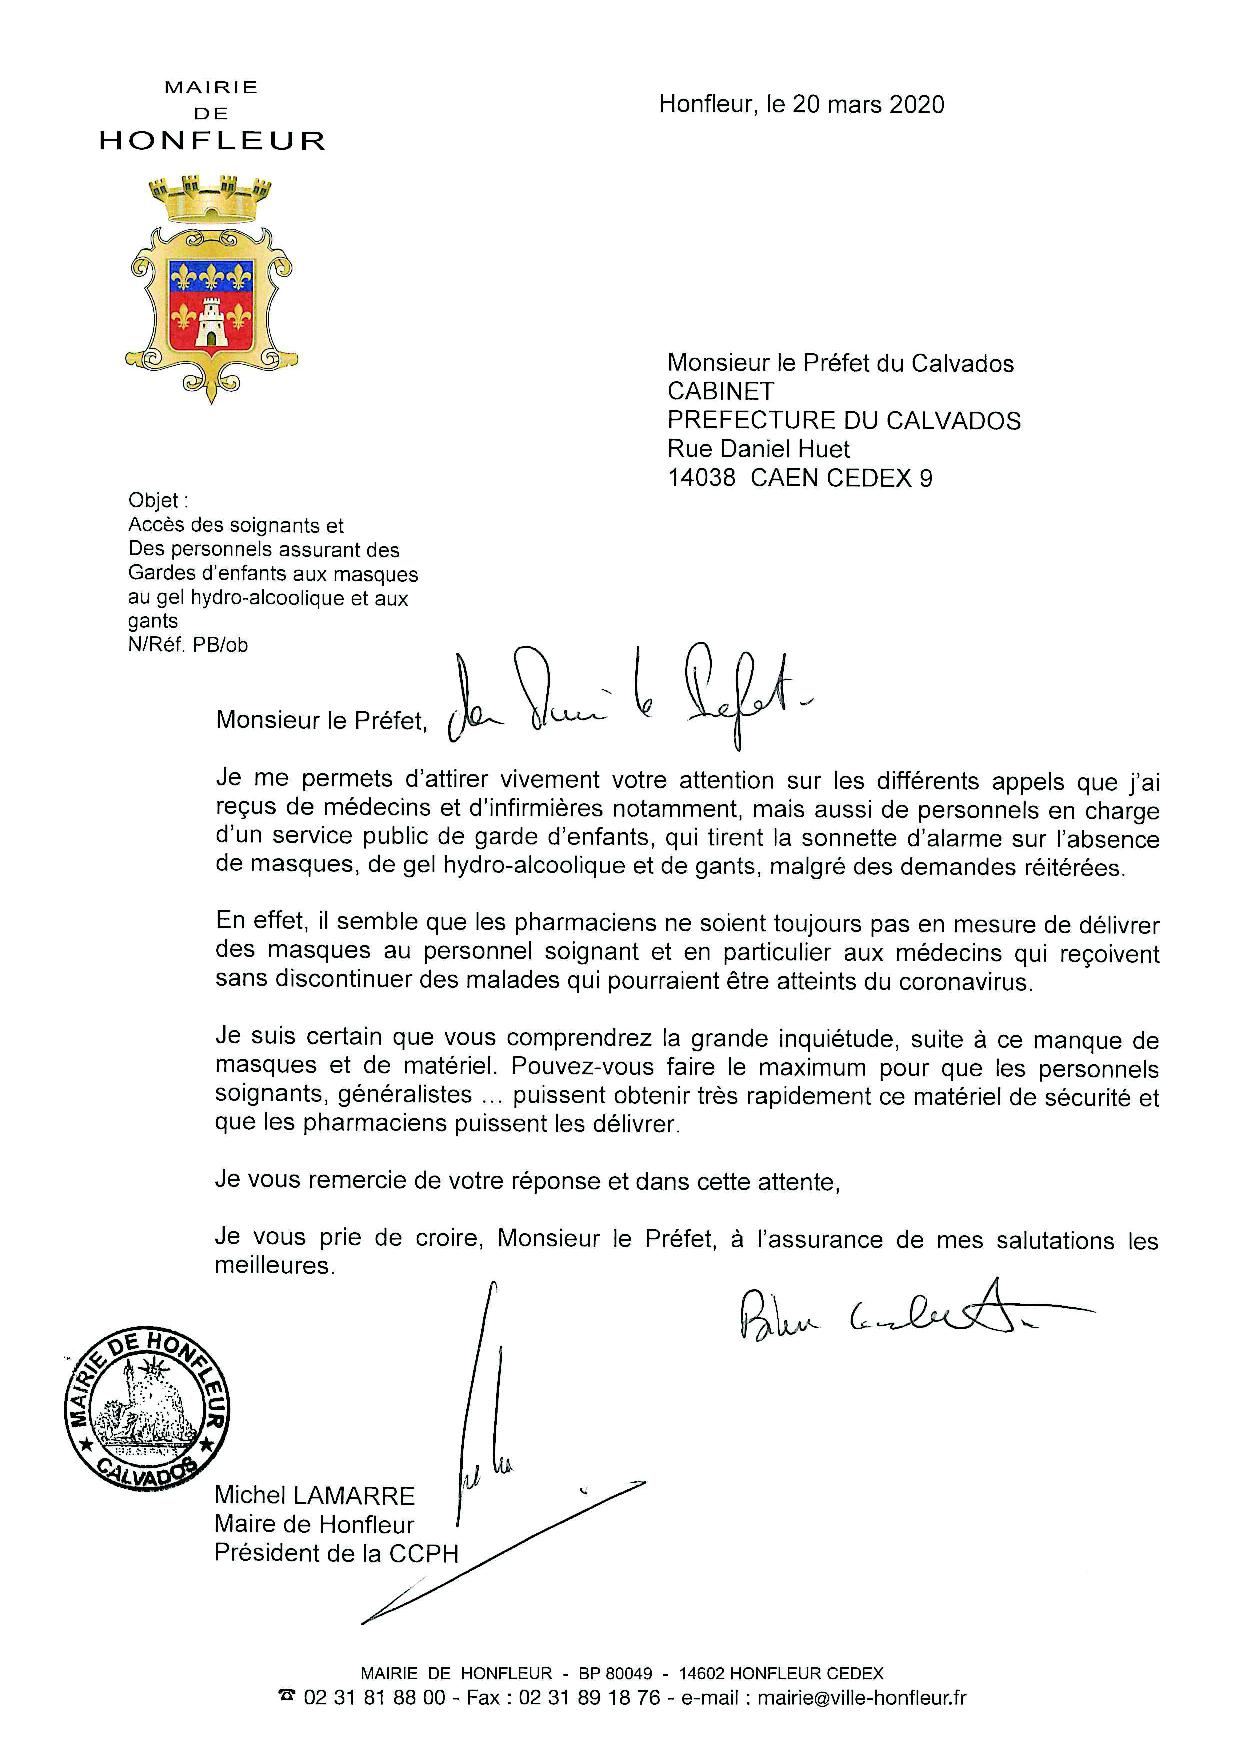 MAIRIE
DE
HONFLEUR
Honfleur, le 20 mars 2020
Monsieur le Préfet du Calvados
CABINET
PREFECTURE DU CALVADOS
Rue Daniel Huet
14038 CAEN CEDEX 9
Objet :
Accès des soignants et
Des personnels assurant des
Gardes d'enfants aux masques
au gel hydro-alcoolique et aux
gants
N/Réf. PB/ob
Monsieur le Préfet,
le Préfet
Je me permets d'attirer vivement votre attention sur les différents appels que j'ai
reçus de médecins et d'infirmières notamment, mais aussi de personnels en charge
d'un service public de garde d'enfants, qui tirent la sonnette d'alarme sur l'absence
de masques, de gel hydro-alcoolique et de gants, malgré des demandes réitérées.
En effet, il semble que les pharmaciens ne soient toujours pas en mesure de délivrer
des masques au personnel soignant et en particulier aux médecins qui reçoivent
sans discontinuer des malades qui pourraient être atteints du coronavirus.
Je suis certain que vous comprendrez la grande inquiétude, suite à ce manque de
masques et de matériel. Pouvez-vous faire le maximum pour que les personnels
soignants, généralistes ... puissent obtenir très rapidement ce matériel de sécurité et
que les pharmaciens puissent les délivrer.
Je vous remercie de votre réponse et dans cette attente,
Je vous prie de croire, Monsieur le Préfet, à l'assurance de mes salutations les
meilleures.
MAIRIE DE HONFLEUR
★ CALVADOS ★
Michel LAMARRE
Maire de Honfleur
Président de la CCPH
MAIRIE DE HONFLEUR - BP 80049 - 14602 HONFLEUR CEDEX
☎ 02 31 81 88 00 - Fax : 02 31 89 18 76 - e-mail : mairie@ville-honfleur.fr